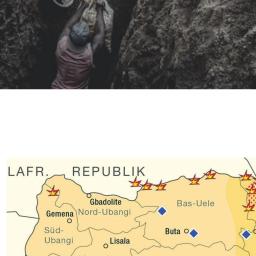 LAFR. REPUBLIK
Gbadolite
Gemena
Nord-Ubangi
Bas-Uele
Süd-
Ubangi
Buta
Lisala